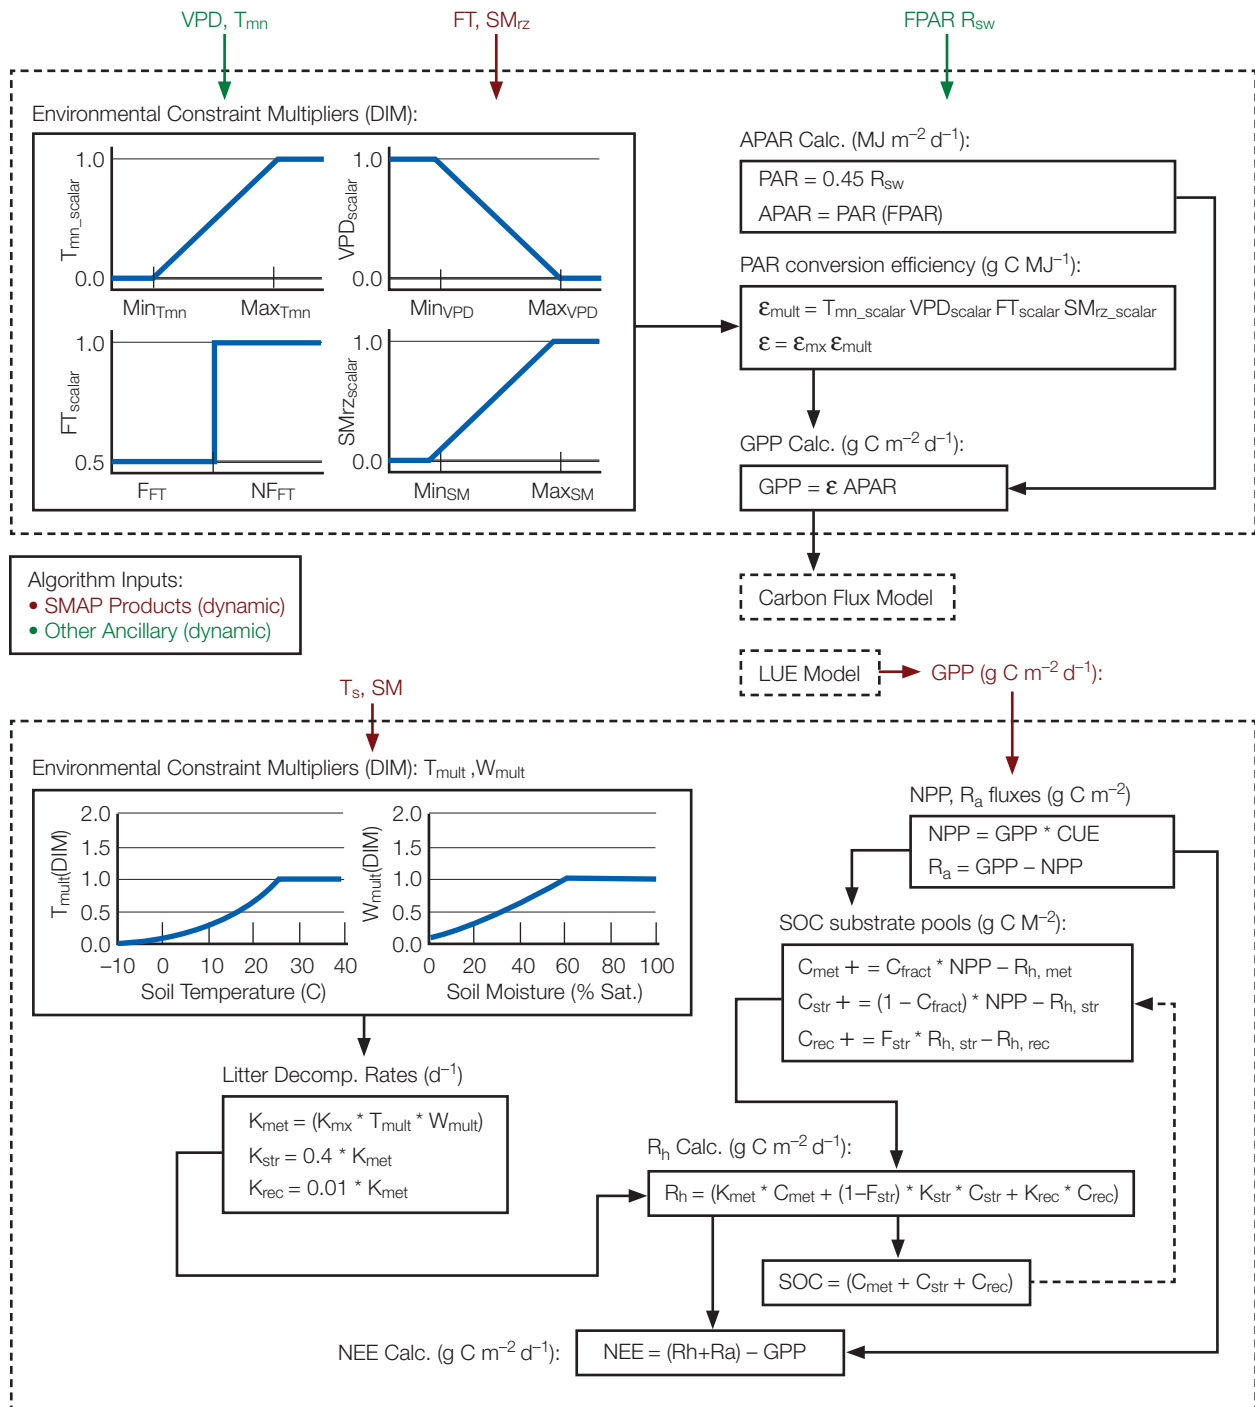 VPD, Tmn
FT, SMrz
FPAR Rsw
Environmental Constraint Multipliers (DIM):
Tmn_scalar
1.0
0.0
MinTmn
MaxTmn
VPDscalar
1.0
0.0
MinVPD
MaxVPD
FTscalar
1.0
0.5
FFT
NFFT
SMrzscalar
1.0
0.0
MinSM
MaxSM
APAR Calc. (MJ m–2 d–1):
PAR = 0.45 Rsw
APAR = PAR (FPAR)
PAR conversion efficiency (g C MJ–1):
εmult = Tmn_scalar VPDscalar FTscalar SMrz_scalar
ε = εmx εmult
GPP Calc. (g C m–2 d–1):
GPP = ε APAR
Carbon Flux Model
Algorithm Inputs:
• SMAP Products (dynamic)
• Other Ancillary (dynamic)
LUE Model
GPP (g C m–2 d–1):
Ts, SM
Environmental Constraint Multipliers (DIM): Tmult ,Wmult
Tmult(DIM)
2.0
1.5
1.0
0.5
0.0
–10 0 10 20 30 40
Soil Temperature (C)
Wmult(DIM)
2.0
1.5
1.0
0.5
0.0
0 20 40 60 80 100
Soil Moisture (% Sat.)
NPP, Ra fluxes (g C m–2)
NPP = GPP * CUE
Ra = GPP – NPP
SOC substrate pools (g C M–2):
Cmet + = Cfract * NPP – Rh, met
Cstr + = (1 – Cfract) * NPP – Rh, str
Crec + = Fstr * Rh, str – Rh, rec
Litter Decomp. Rates (d–1)
Kmet = (Kmx * Tmult * Wmult)
Kstr = 0.4 * Kmet
Krec = 0.01 * Kmet
Rh Calc. (g C m–2 d–1):
Rh = (Kmet * Cmet + (1–Fstr) * Kstr * Cstr + Krec * Crec)
SOC = (Cmet + Cstr + Crec)
NEE Calc. (g C m–2 d–1):
NEE = (Rh+Ra) – GPP